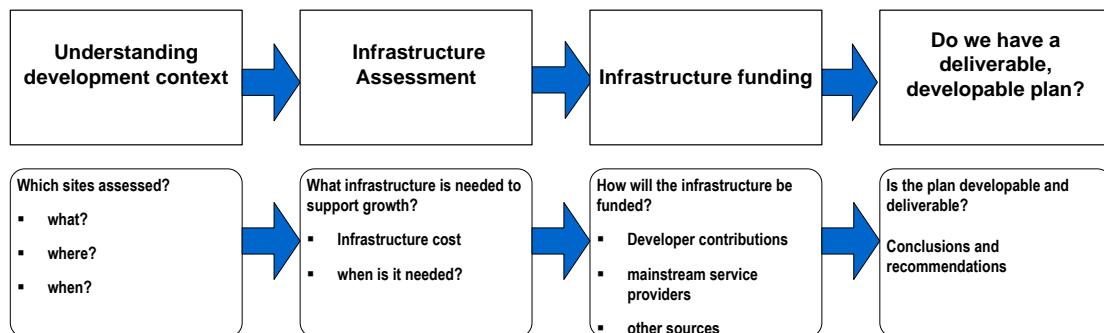 Understanding
development context
Infrastructure
Assessment
Infrastructure funding
Do we have a
deliverable,
developable plan?
Which sites assessed?
▪ what?
▪ where?
▪ when?
What infrastructure is needed to
support growth?
▪ Infrastructure cost
▪ when is it needed?
How will the infrastructure be
funded?
▪ Developer contributions
▪ mainstream service
providers
▪ other sources
Is the plan developable and
deliverable?
Conclusions and
recommendations